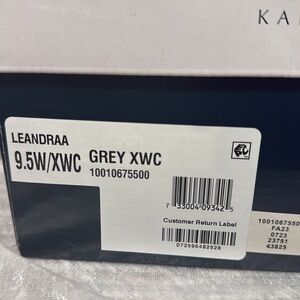 KA
LEANDRAA
9.5W/XWC GREY XWC
10010675500
7 33004 09342 5
Customer Return Label
072596482928
1001067550
FA23
0723
23751
43825